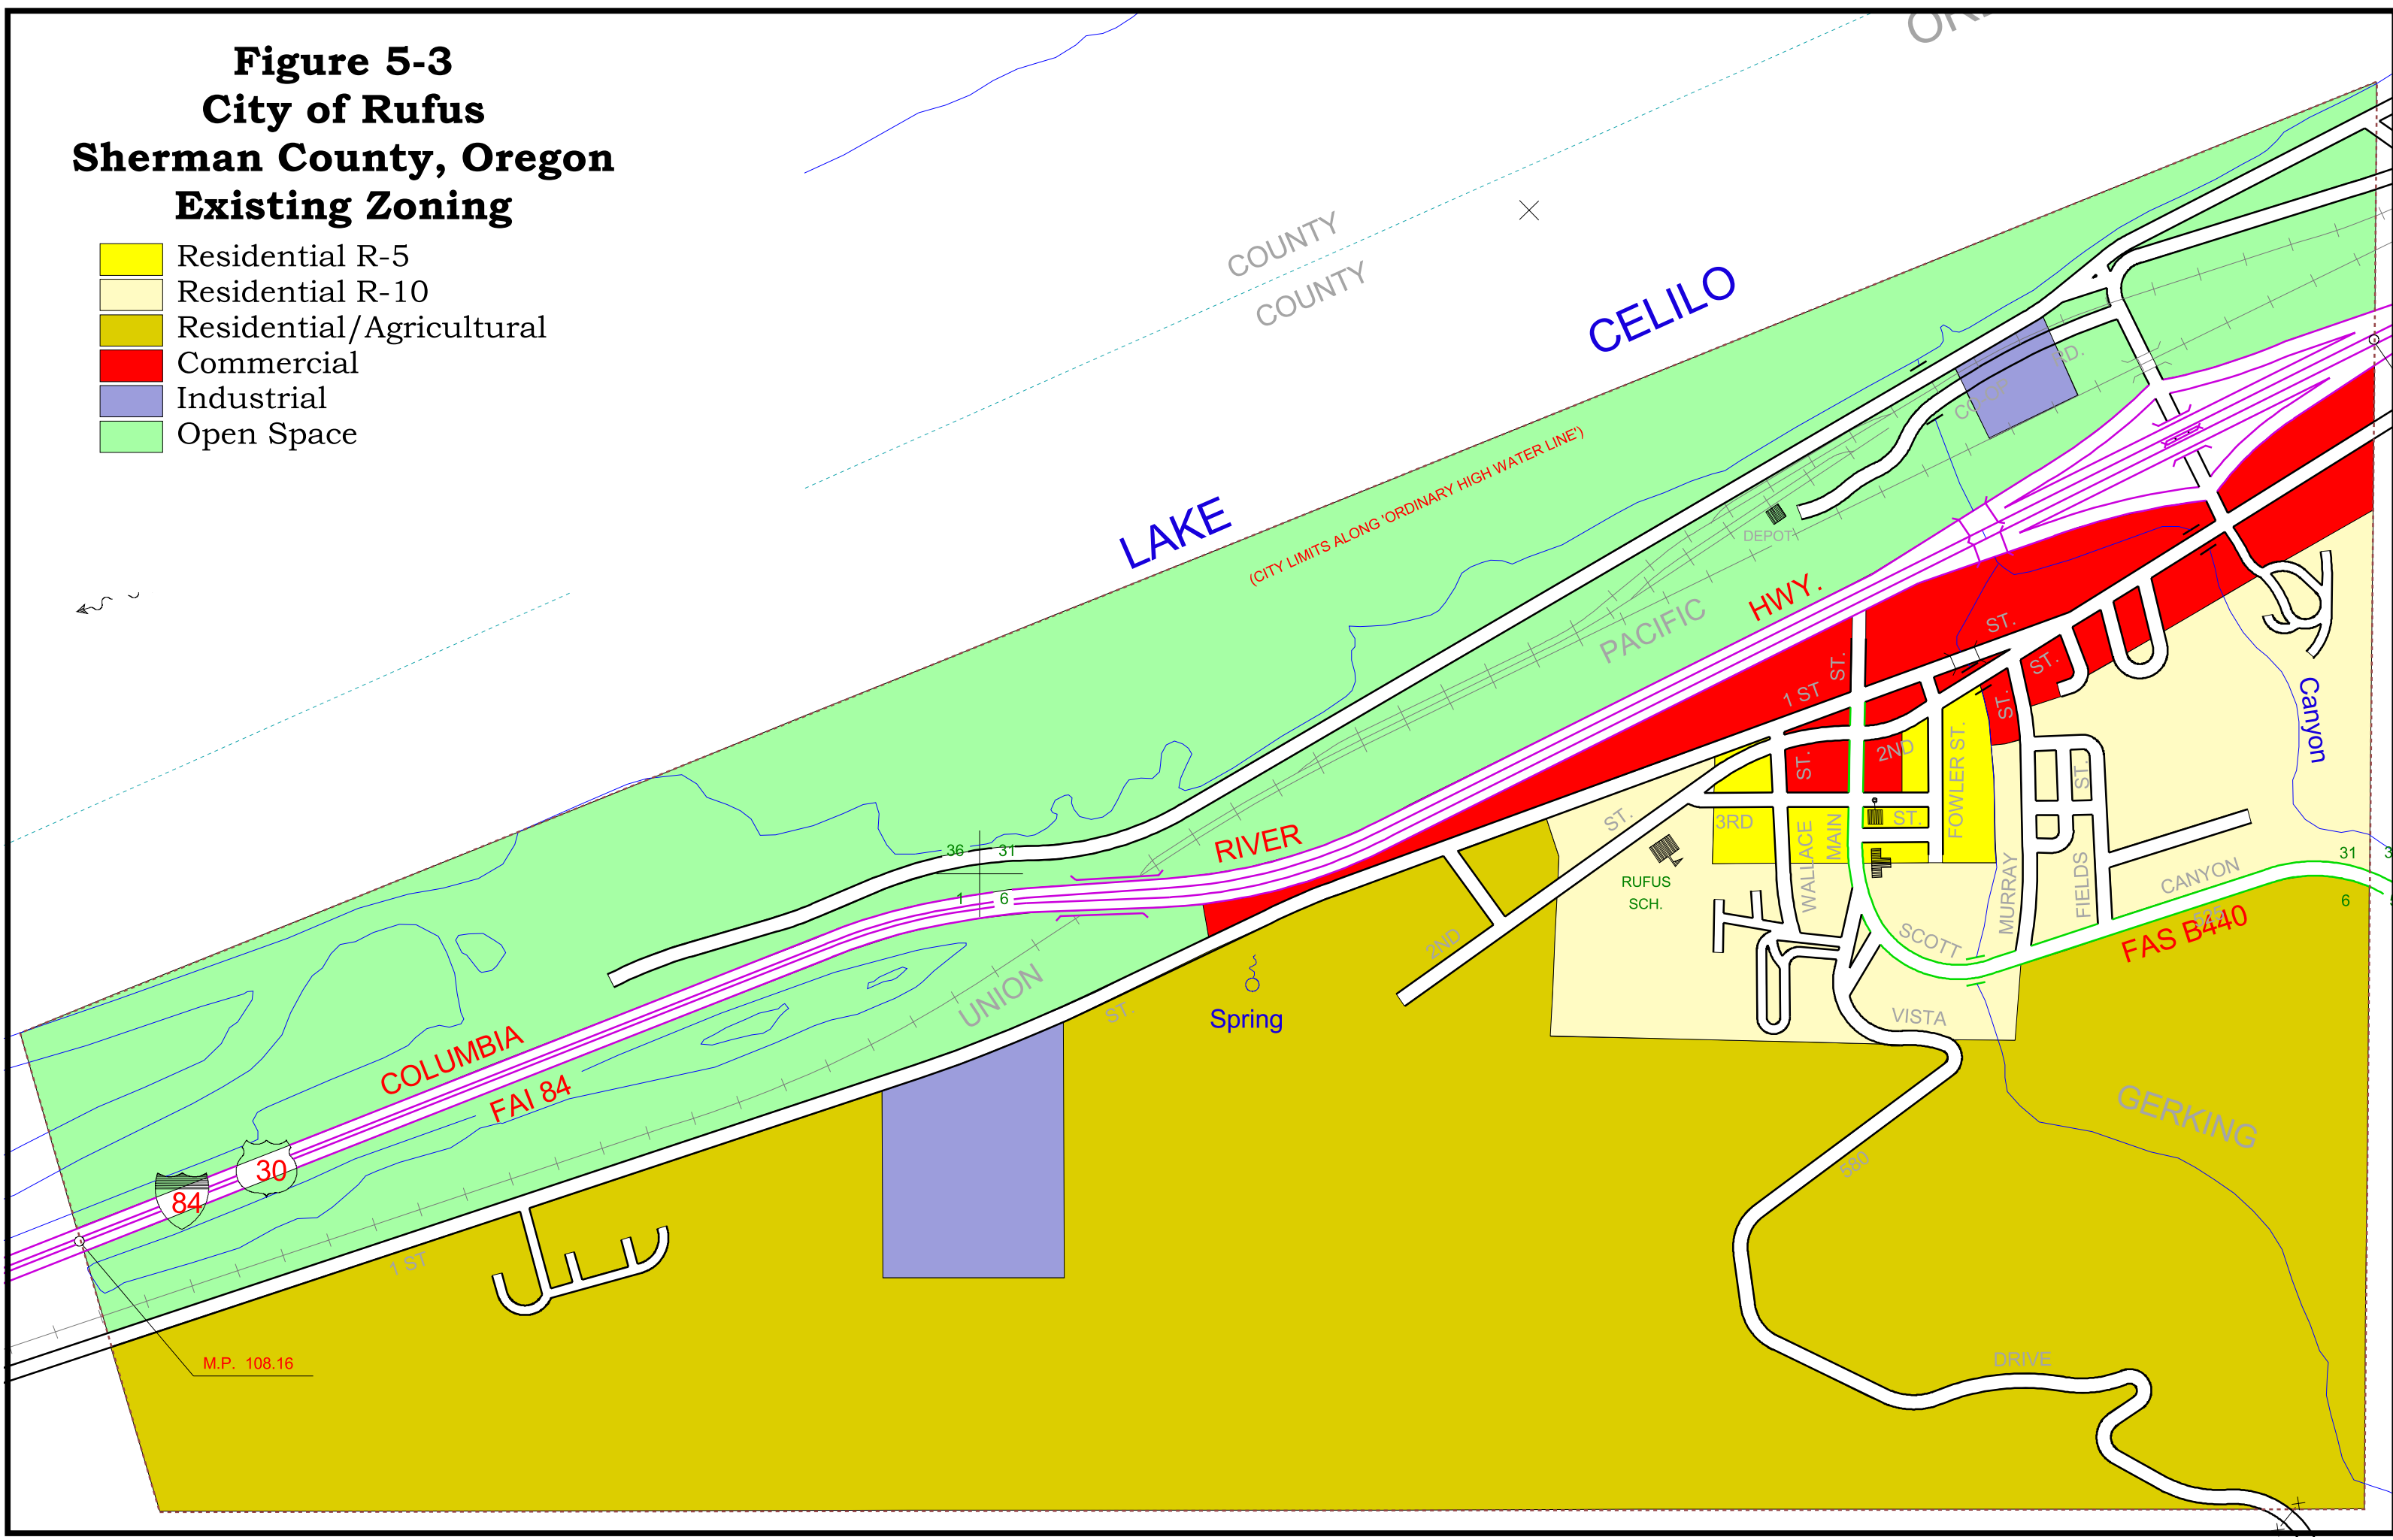 Figure 5-3
City of Rufus
Sherman County, Oregon
Existing Zoning
Residential R-5
Residential R-10
Residential/Agricultural
Commercial
Industrial
Open Space
COUNTY
COUNTY
LAKE
CELILO
(CITY LIMITS ALONG 'ORDINARY HIGH WATER LINE')
CO-OP
RD.
DEPOT
PACIFIC
HWY.
RIVER
UNION
COLUMBIA
FAI 84
84
30
M.P. 108.16
36
31
1
6
1 ST
ST.
Spring
1 ST
ST.
ST.
ST.
ST.
2ND
ST.
2ND
ST.
3RD
ST.
WALLACE
MAIN
FOWLER ST.
MURRAY
FIELDS
ST.
RUFUS
SCH.
SCOTT
CANYON
525
FAS B440
VISTA
580
DRIVE
GERKING
Canyon
31
6